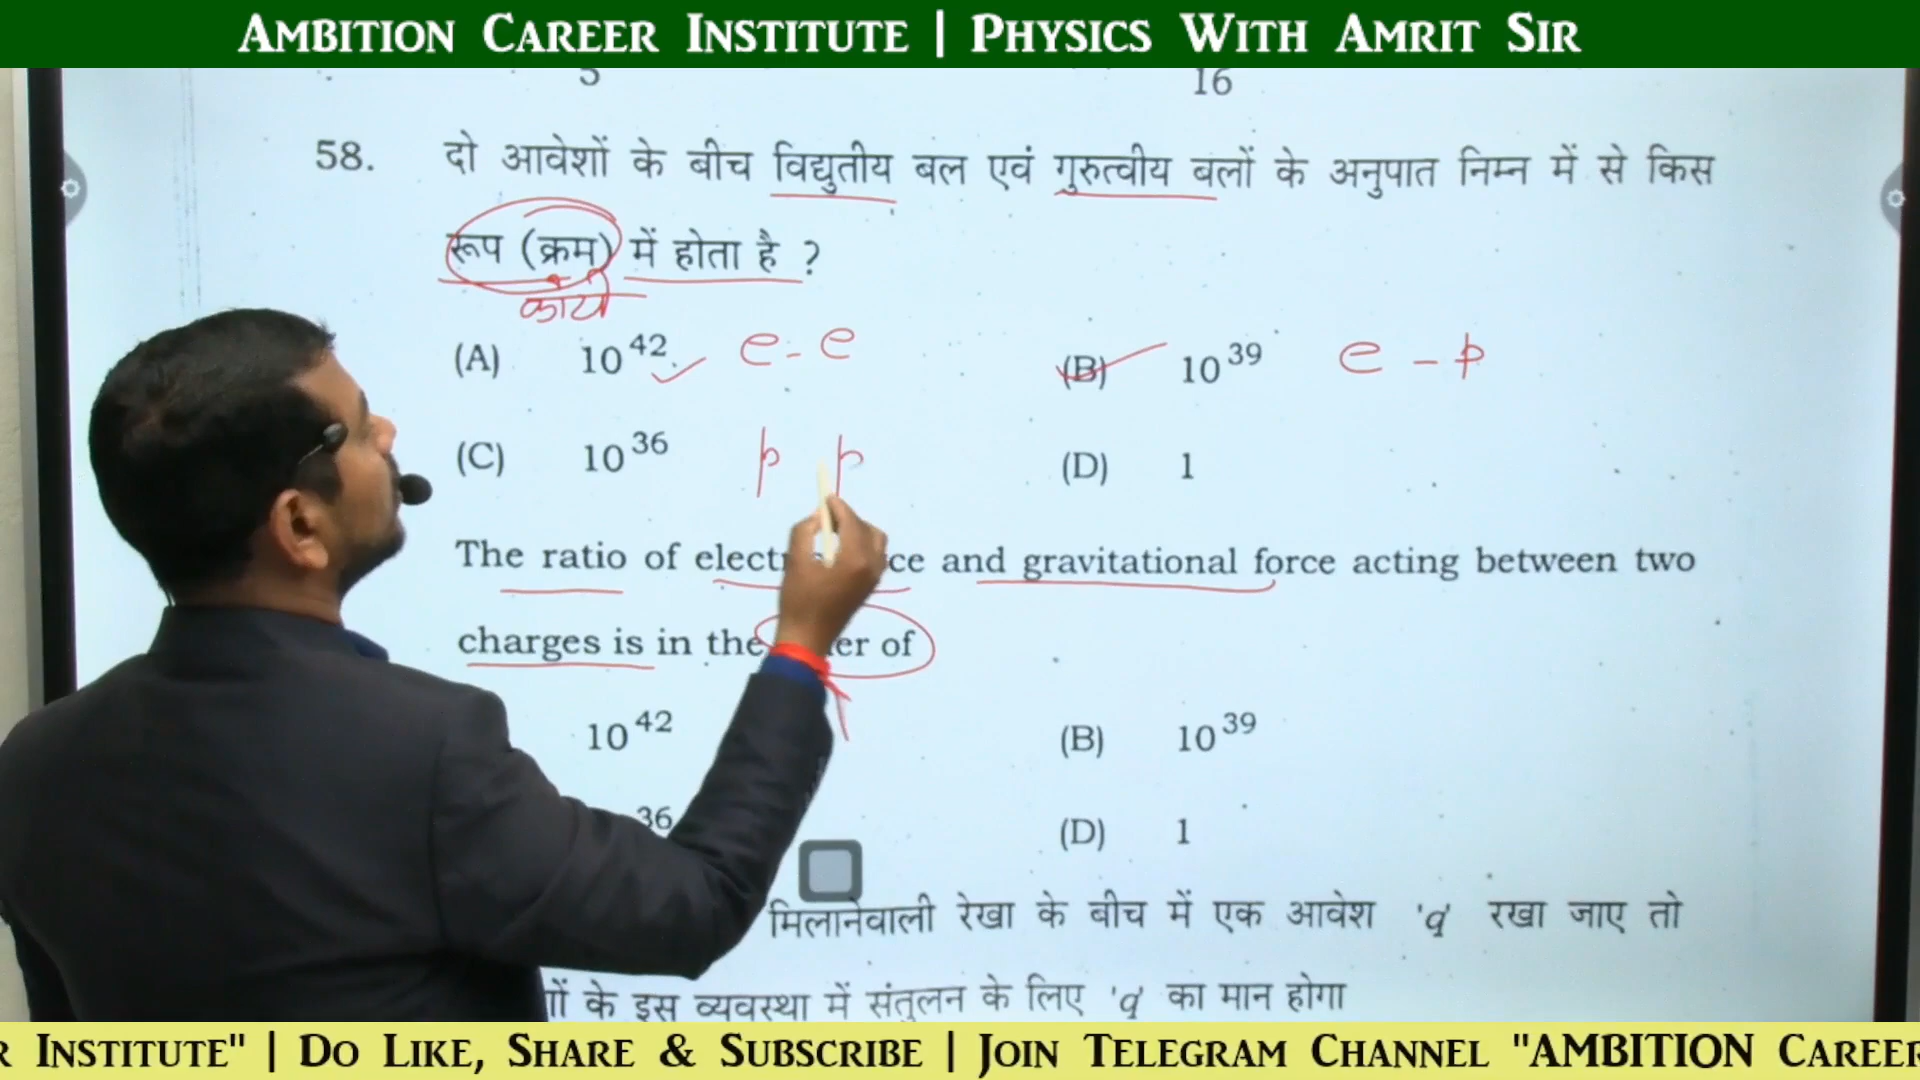 AMBITION CAREER INSTITUTE | PHYSICS WITH AMRIT SIR
5 16
58. दो आवेशों के बीच विद्युतीय बल एवं गुरुत्वीय बलों के अनुपात निम्न में से किस
रूप (क्रम) में होता है ?
(A) 10^42 e - e (B) 10^39 e - p
(C) 10^36 p p (D) 1
The ratio of and gravitational force acting between two
charges is in the of
10^42 (B) 10^39
36 (D) 1
मिलानेवाली रेखा के बीच में एक आवेश 'q' रखा जाए तो
के इस व्यवस्था में संतुलन के लिए 'q' का मान होगा
INSTITUTE" | DO LIKE, SHARE & SUBSCRIBE | JOIN TELEGRAM CHANNEL "AMBITION CAREER